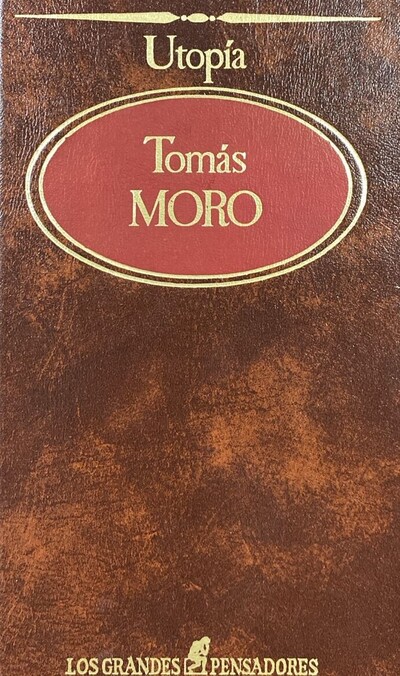 Utopía
Tomás
MORO
LOS GRANDES PENSADORES